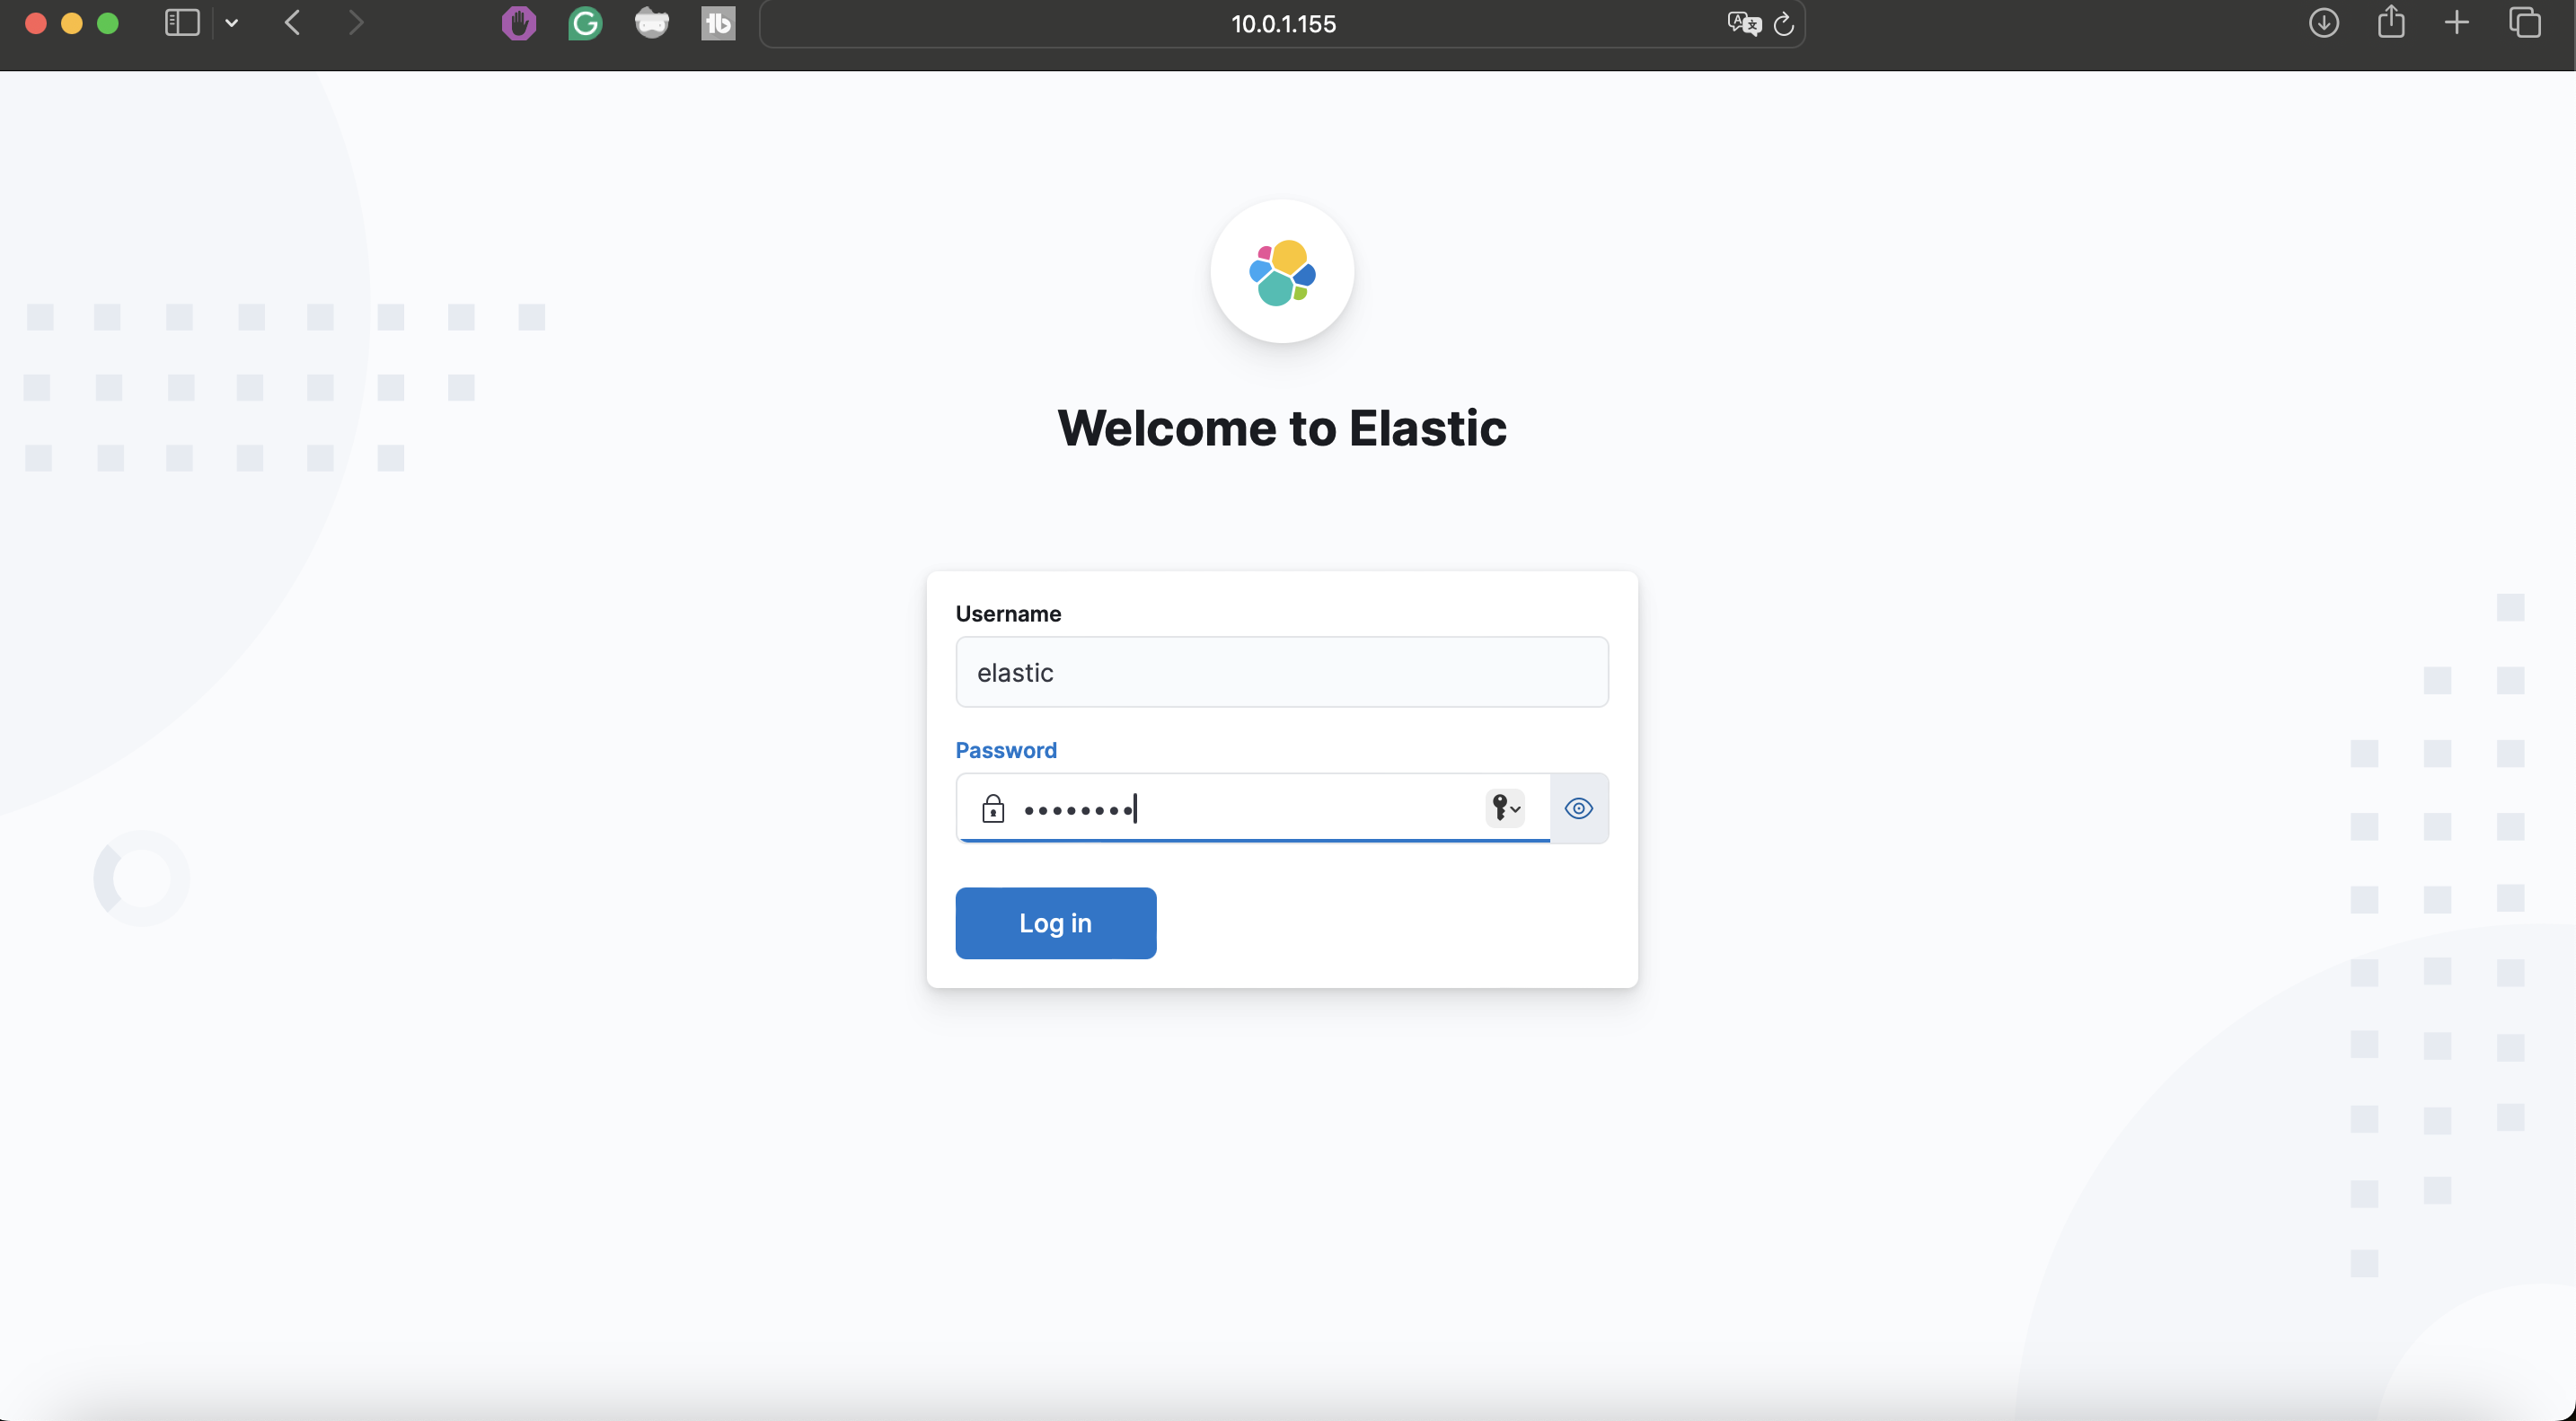 10.0.1.155
Welcome to Elastic
Username
elastic
Password
Log in